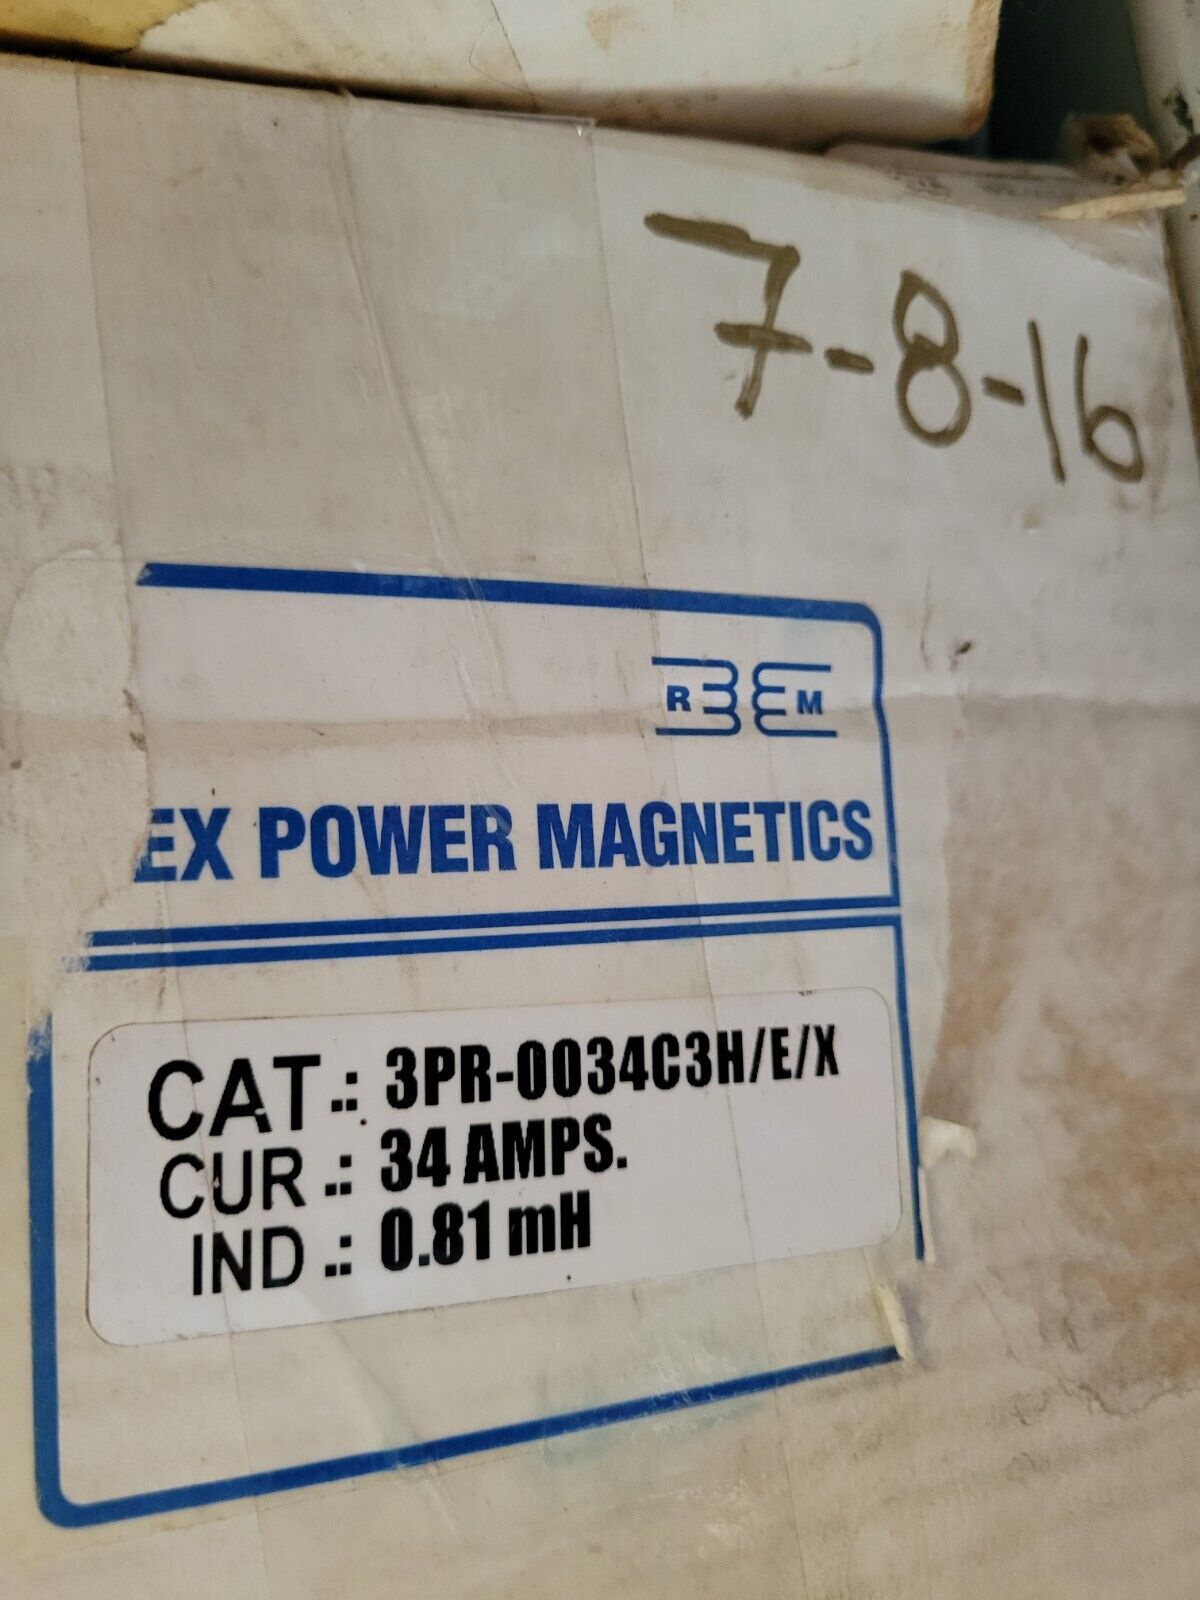 7-8-16
R M
EX POWER MAGNETICS
CAT.: 3PR-0034C3H/E/X
CUR.: 34 AMPS.
IND.: 0.81 mH